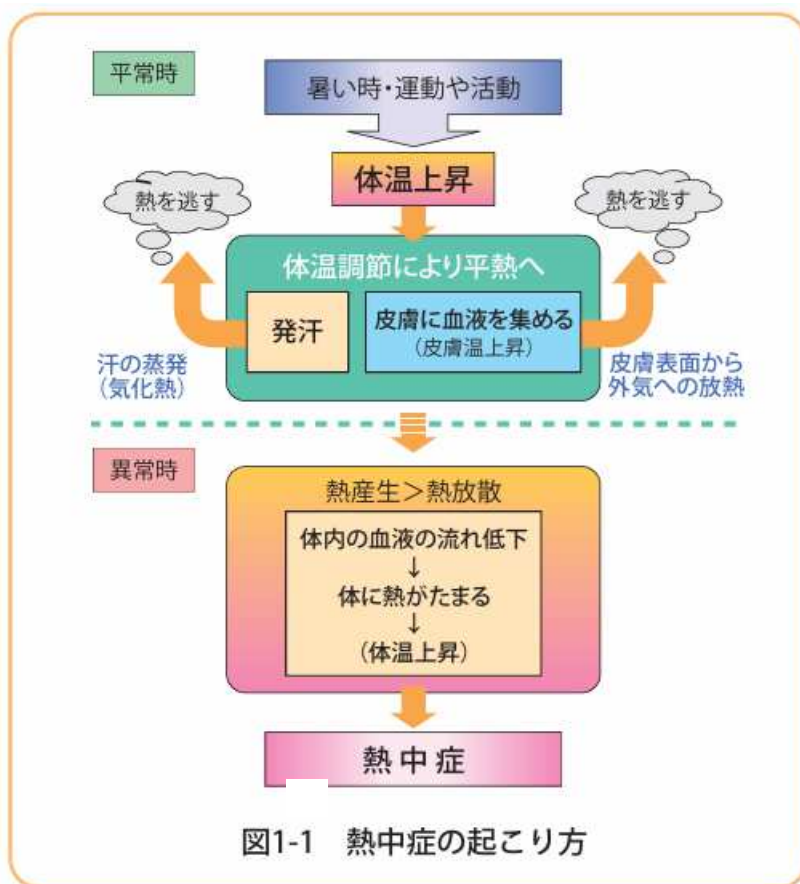 平常時
暑い時・運動や活動
体温上昇
熱を逃す
熱を逃す
体温調節により平熱へ
発汗
皮膚に血液を集める
（皮膚温上昇）
汗の蒸発
（気化熱）
皮膚表面から
外気への放熱
異常時
熱産生＞熱放散
体内の血液の流れ低下
↓
体に熱がたまる
↓
（体温上昇）
熱中症
図1-1 熱中症の起こり方